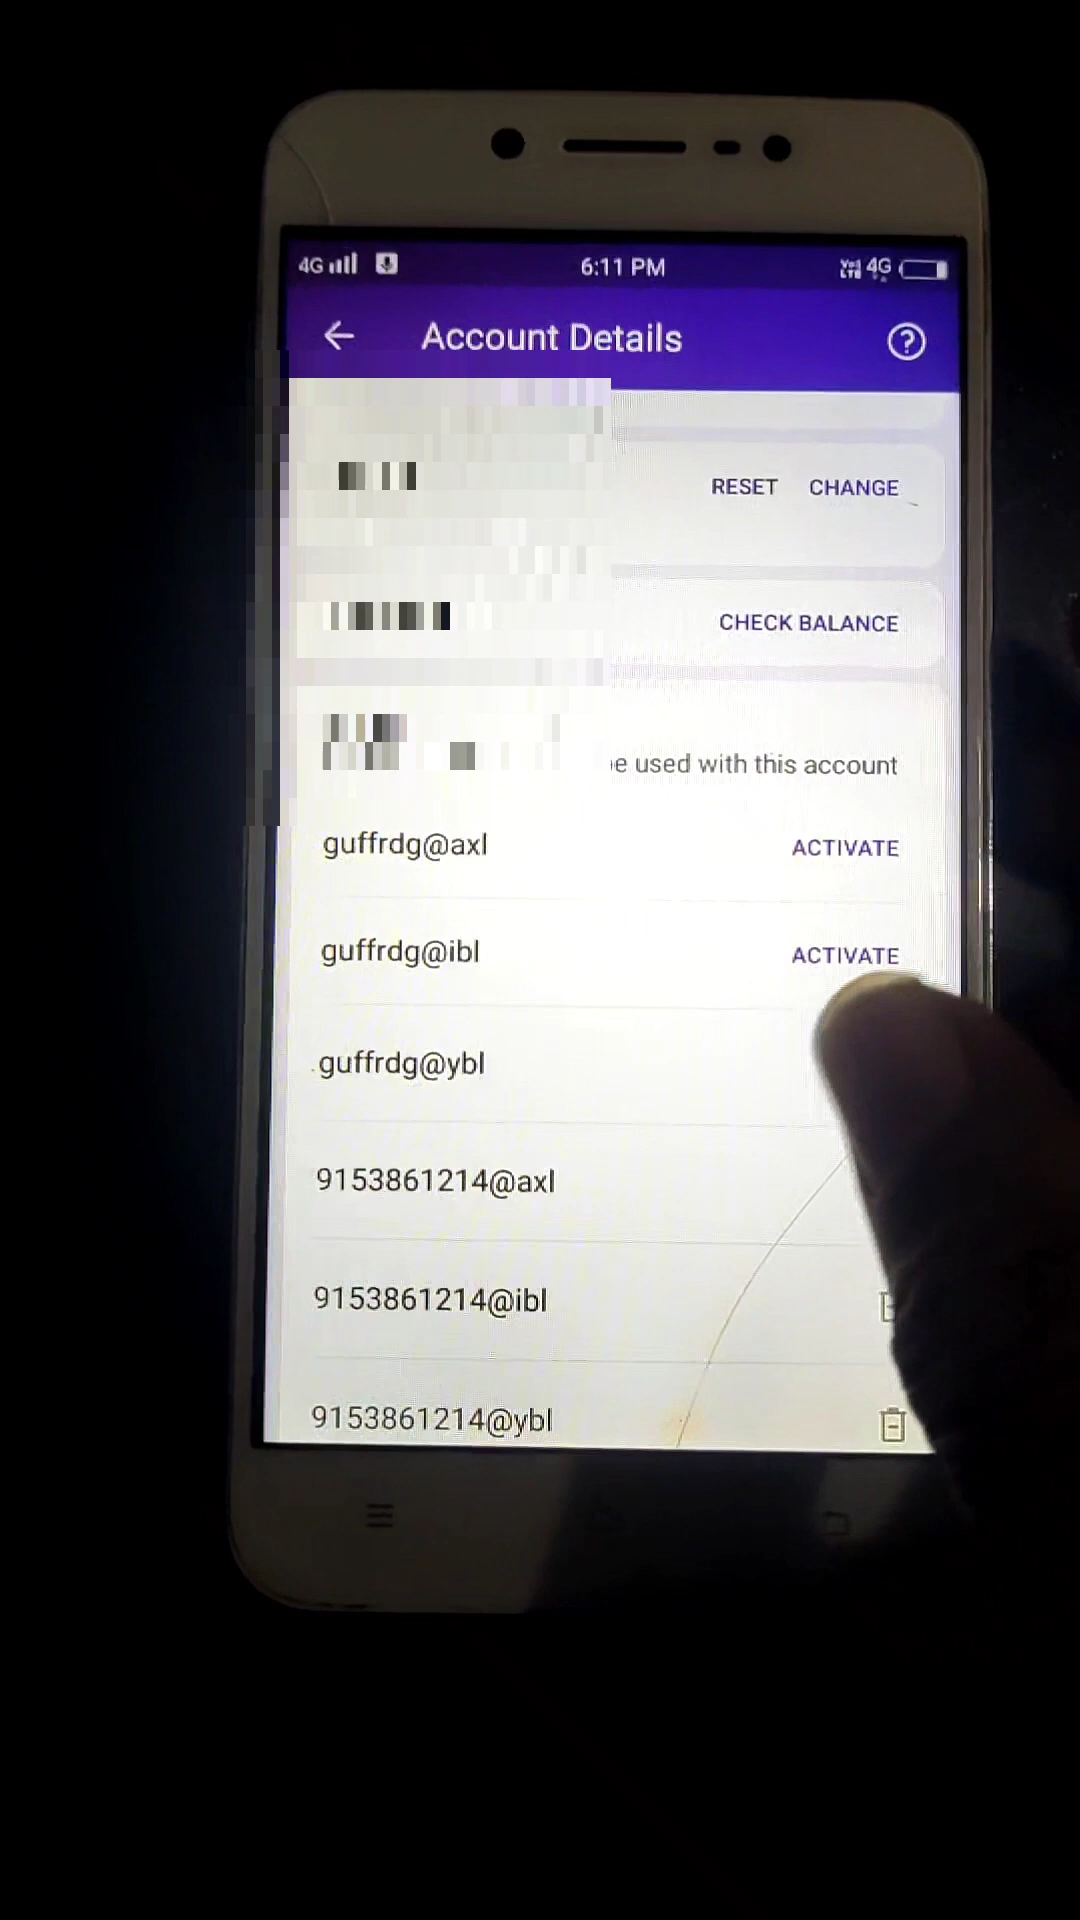 4G 6:11 PM VoLTE 4G
Account Details
RESET CHANGE
CHECK BALANCE
used with this account
guffrdg@axl ACTIVATE
guffrdg@ibl ACTIVATE
guffrdg@ybl
9153861214@axl
9153861214@ibl
9153861214@ybl